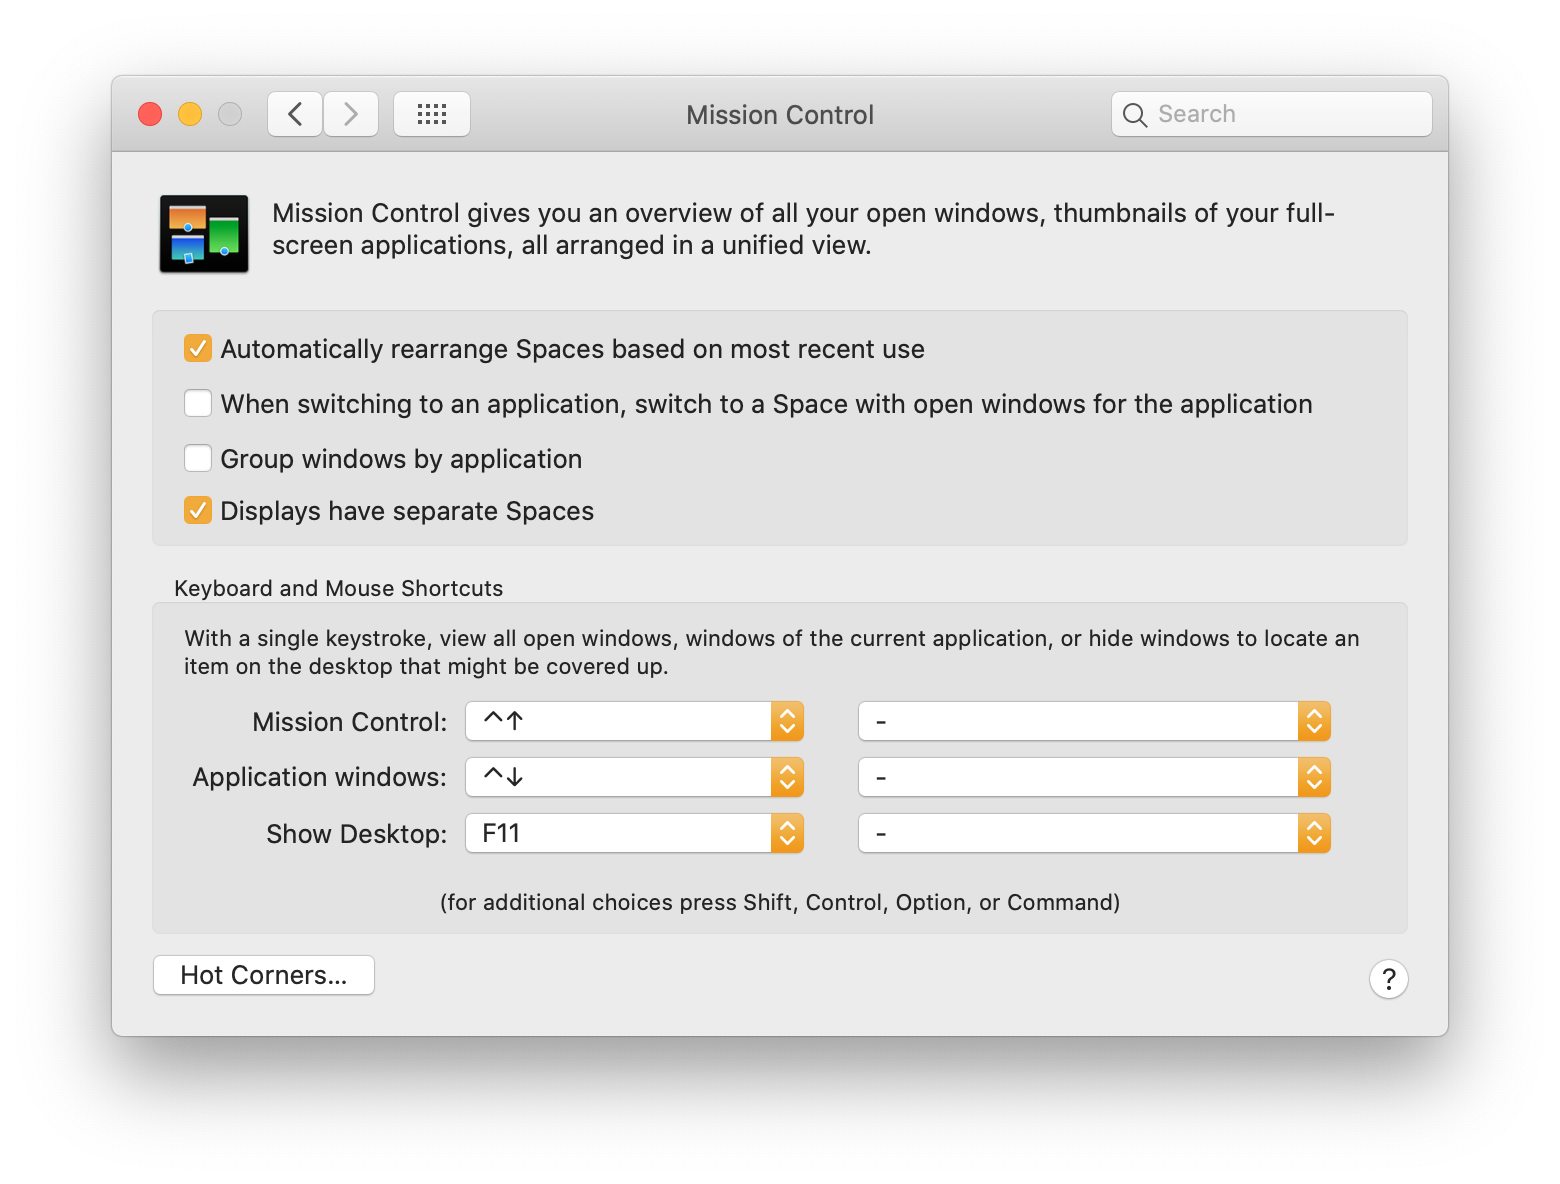 Mission Control
Search
Mission Control gives you an overview of all your open windows, thumbnails of your full-
screen applications, all arranged in a unified view.
Automatically rearrange Spaces based on most recent use
When switching to an application, switch to a Space with open windows for the application
Group windows by application
Displays have separate Spaces
Keyboard and Mouse Shortcuts
With a single keystroke, view all open windows, windows of the current application, or hide windows to locate an
item on the desktop that might be covered up.
Mission Control: ^↑ -
Application windows: ^↓ -
Show Desktop: F11 -
(for additional choices press Shift, Control, Option, or Command)
Hot Corners... ?